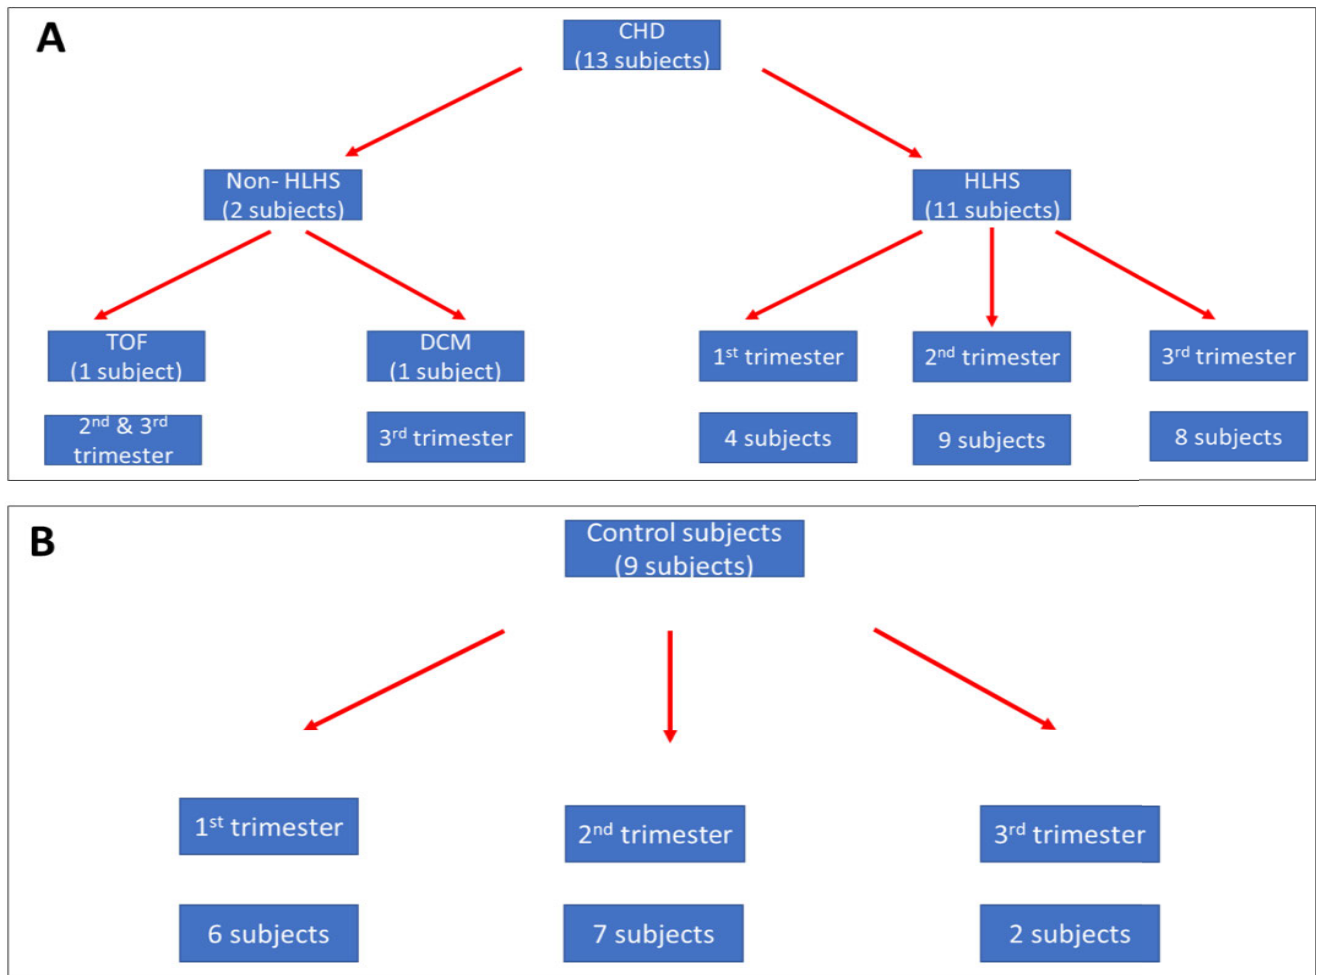 A
CHD
(13 subjects)
Non- HLHS
(2 subjects)
HLHS
(11 subjects)
TOF
(1 subject)
DCM
(1 subject)
1st trimester
2nd trimester
3rd trimester
2nd & 3rd
trimester
3rd trimester
4 subjects
9 subjects
8 subjects
B
Control subjects
(9 subjects)
1st trimester
2nd trimester
3rd trimester
6 subjects
7 subjects
2 subjects